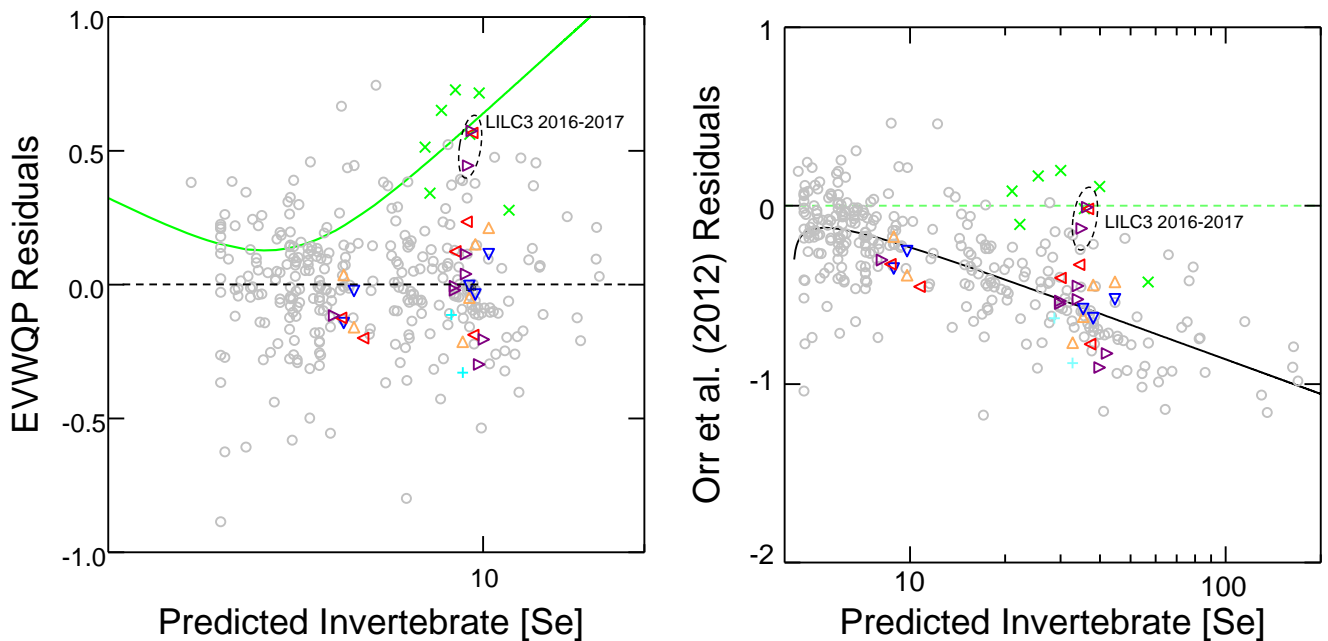 EVWQP Residuals
1.0
0.5
0.0
-0.5
-1.0
LILC3 2016-2017
10
Predicted Invertebrate [Se]
Orr et al. (2012) Residuals
1
0
-1
-2
LILC3 2016-2017
10
100
Predicted Invertebrate [Se]